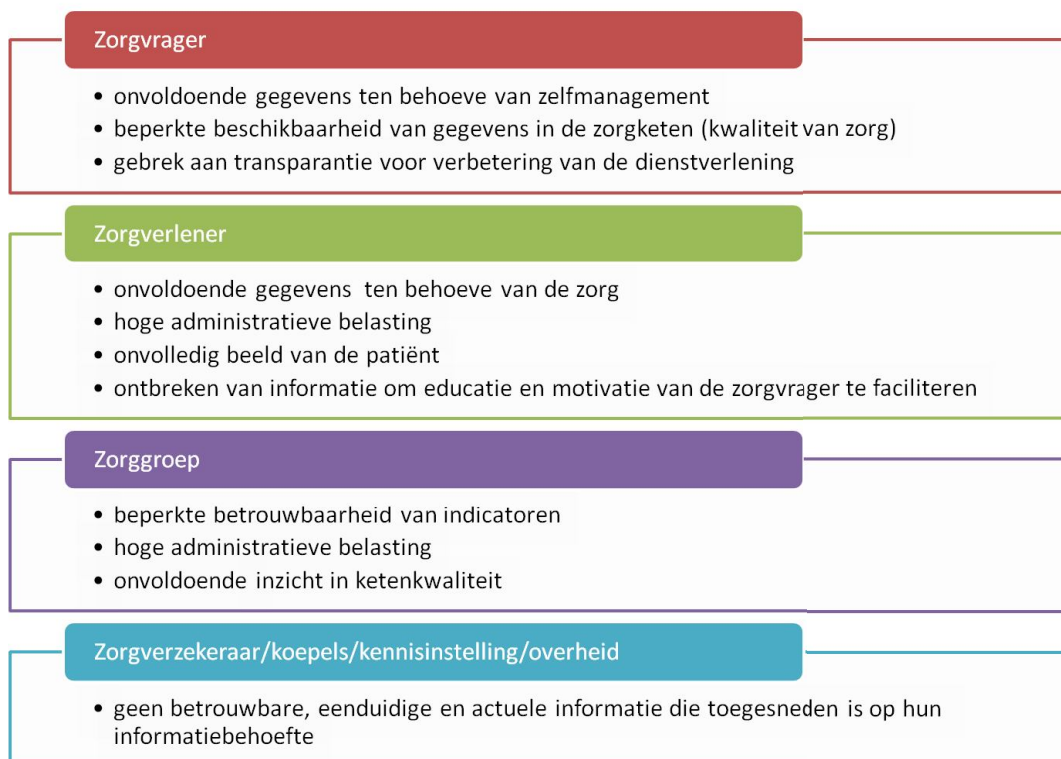 Zorgvrager
• onvoldoende gegevens ten behoeve van zelfmanagement
• beperkte beschikbaarheid van gegevens in de zorgketen (kwaliteit van zorg)
• gebrek aan transparantie voor verbetering van de dienstverlening
Zorgverlener
• onvoldoende gegevens ten behoeve van de zorg
• hoge administratieve belasting
• onvolledig beeld van de patiënt
• ontbreken van informatie om educatie en motivatie van de zorgvrager te faciliteren
Zorggroep
• beperkte betrouwbaarheid van indicatoren
• hoge administratieve belasting
• onvoldoende inzicht in ketenkwaliteit
Zorgverzekeraar/koepels/kennisinstelling/overheid
• geen betrouwbare, eenduidige en actuele informatie die toegesneden is op hun
informatiebehoefte